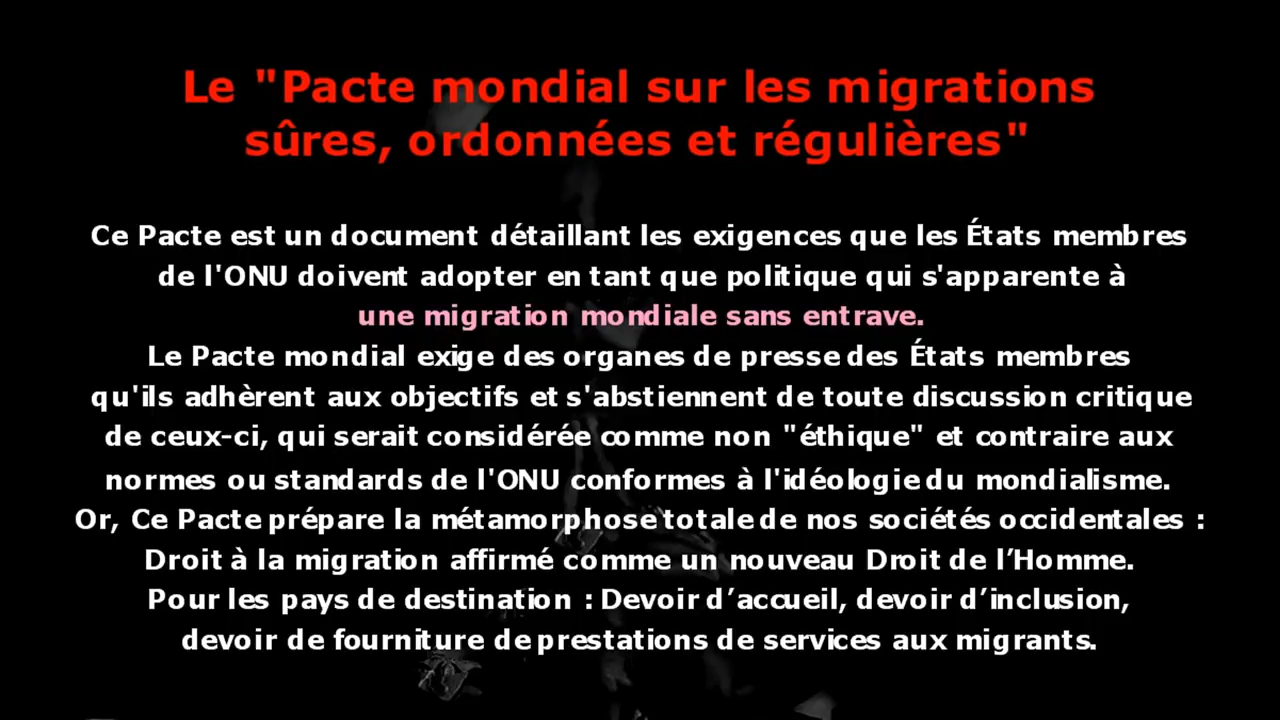 Le "Pacte mondial sur les migrations
sûres, ordonnées et régulières"
Ce Pacte est un document détaillant les exigences que les États membres
de l'ONU doivent adopter en tant que politique qui s'apparente à
une migration mondiale sans entrave.
Le Pacte mondial exige des organes de presse des États membres
qu'ils adhèrent aux objectifs et s'abstiennent de toute discussion critique
de ceux-ci, qui serait considérée comme non "éthique" et contraire aux
normes ou standards de l'ONU conformes à l'idéologie du mondialisme.
Or, Ce Pacte prépare la métamorphose totale de nos sociétés occidentales :
Droit à la migration affirmé comme un nouveau Droit de l’Homme.
Pour les pays de destination : Devoir d’accueil, devoir d’inclusion,
devoir de fourniture de prestations de services aux migrants.